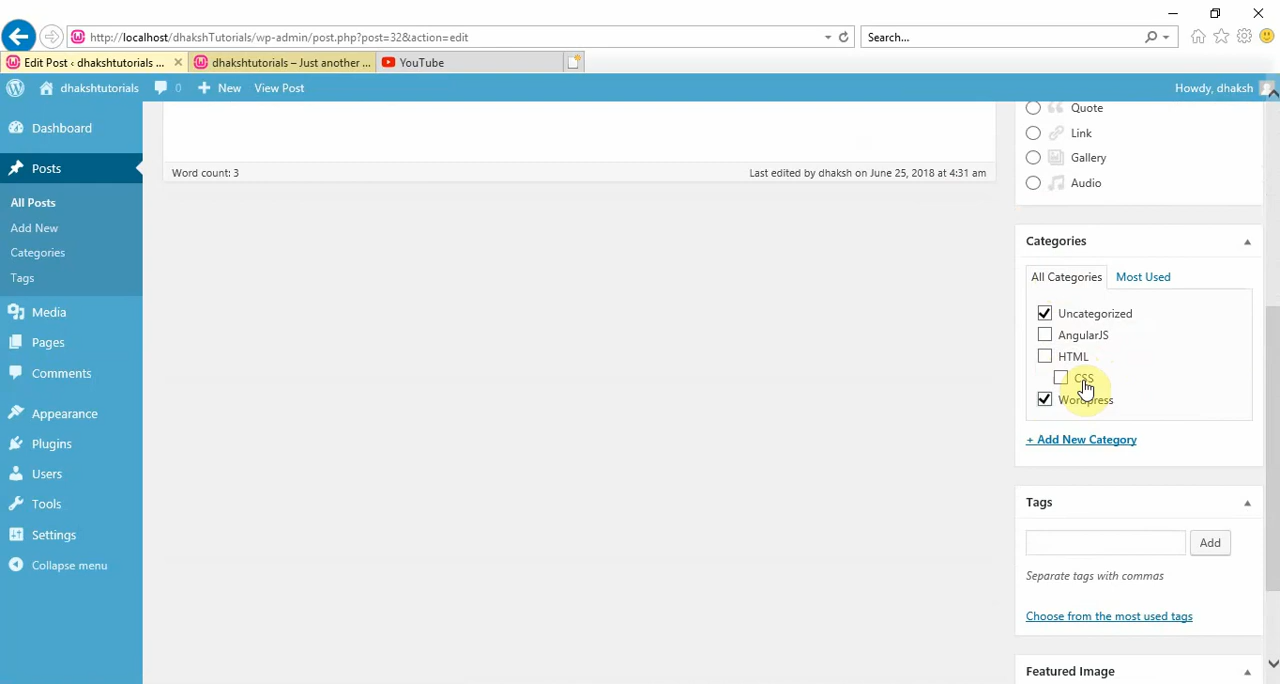 http://localhost/dhakshTutorials/wp-admin/post.php?post=32&action=edit
Search...
Edit Post ‹ dhakshtutorials ...
dhakshtutorials – Just another ...
YouTube
dhakshtutorials
0
New
View Post
Howdy, dhaksh
Dashboard
Posts
All Posts
Add New
Categories
Tags
Media
Pages
Comments
Appearance
Plugins
Users
Tools
Settings
Collapse menu
Word count: 3
Last edited by dhaksh on June 25, 2018 at 4:31 am
Quote
Link
Gallery
Audio
Categories
All Categories
Most Used
Uncategorized
AngularJS
HTML
CSS
Wordpress
+ Add New Category
Tags
Add
Separate tags with commas
Choose from the most used tags
Featured Image